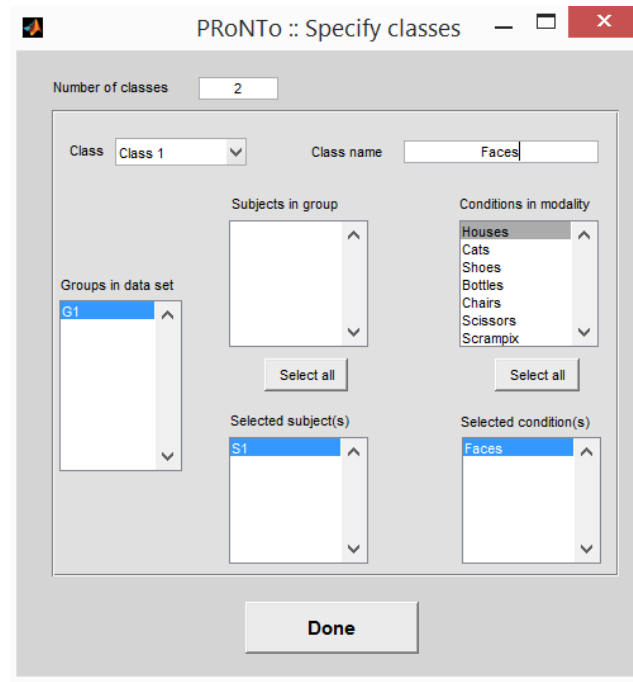 PRoNTo :: Specify classes
Number of classes 2
Class Class 1 Class name Faces
Subjects in group Conditions in modality
Houses
Cats
Shoes
Bottles
Chairs
Scissors
Scrampix
Groups in data set
G1
Select all Select all
Selected subject(s) Selected condition(s)
S1 Faces
Done